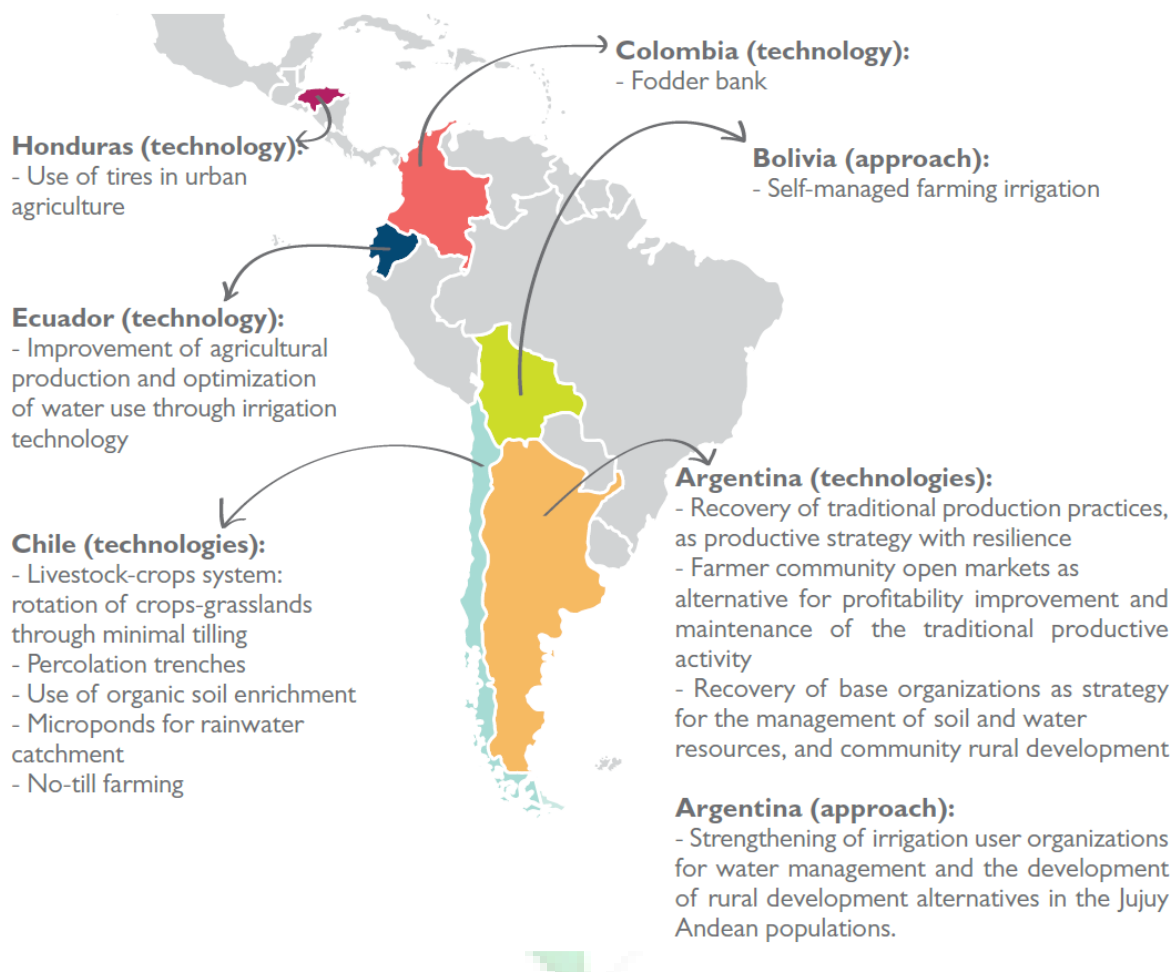 Colombia (technology):
- Fodder bank
Honduras (technology):
- Use of tires in urban
agriculture
Bolivia (approach):
- Self-managed farming irrigation
Ecuador (technology):
- Improvement of agricultural
production and optimization
of water use through irrigation
technology
Chile (technologies):
- Livestock-crops system:
rotation of crops-grasslands
through minimal tilling
- Percolation trenches
- Use of organic soil enrichment
- Microponds for rainwater
catchment
- No-till farming
Argentina (technologies):
- Recovery of traditional production practices,
as productive strategy with resilience
- Farmer community open markets as
alternative for profitability improvement and
maintenance of the traditional productive
activity
- Recovery of base organizations as strategy
for the management of soil and water
resources, and community rural development
Argentina (approach):
- Strengthening of irrigation user organizations
for water management and the development
of rural development alternatives in the Jujuy
Andean populations.